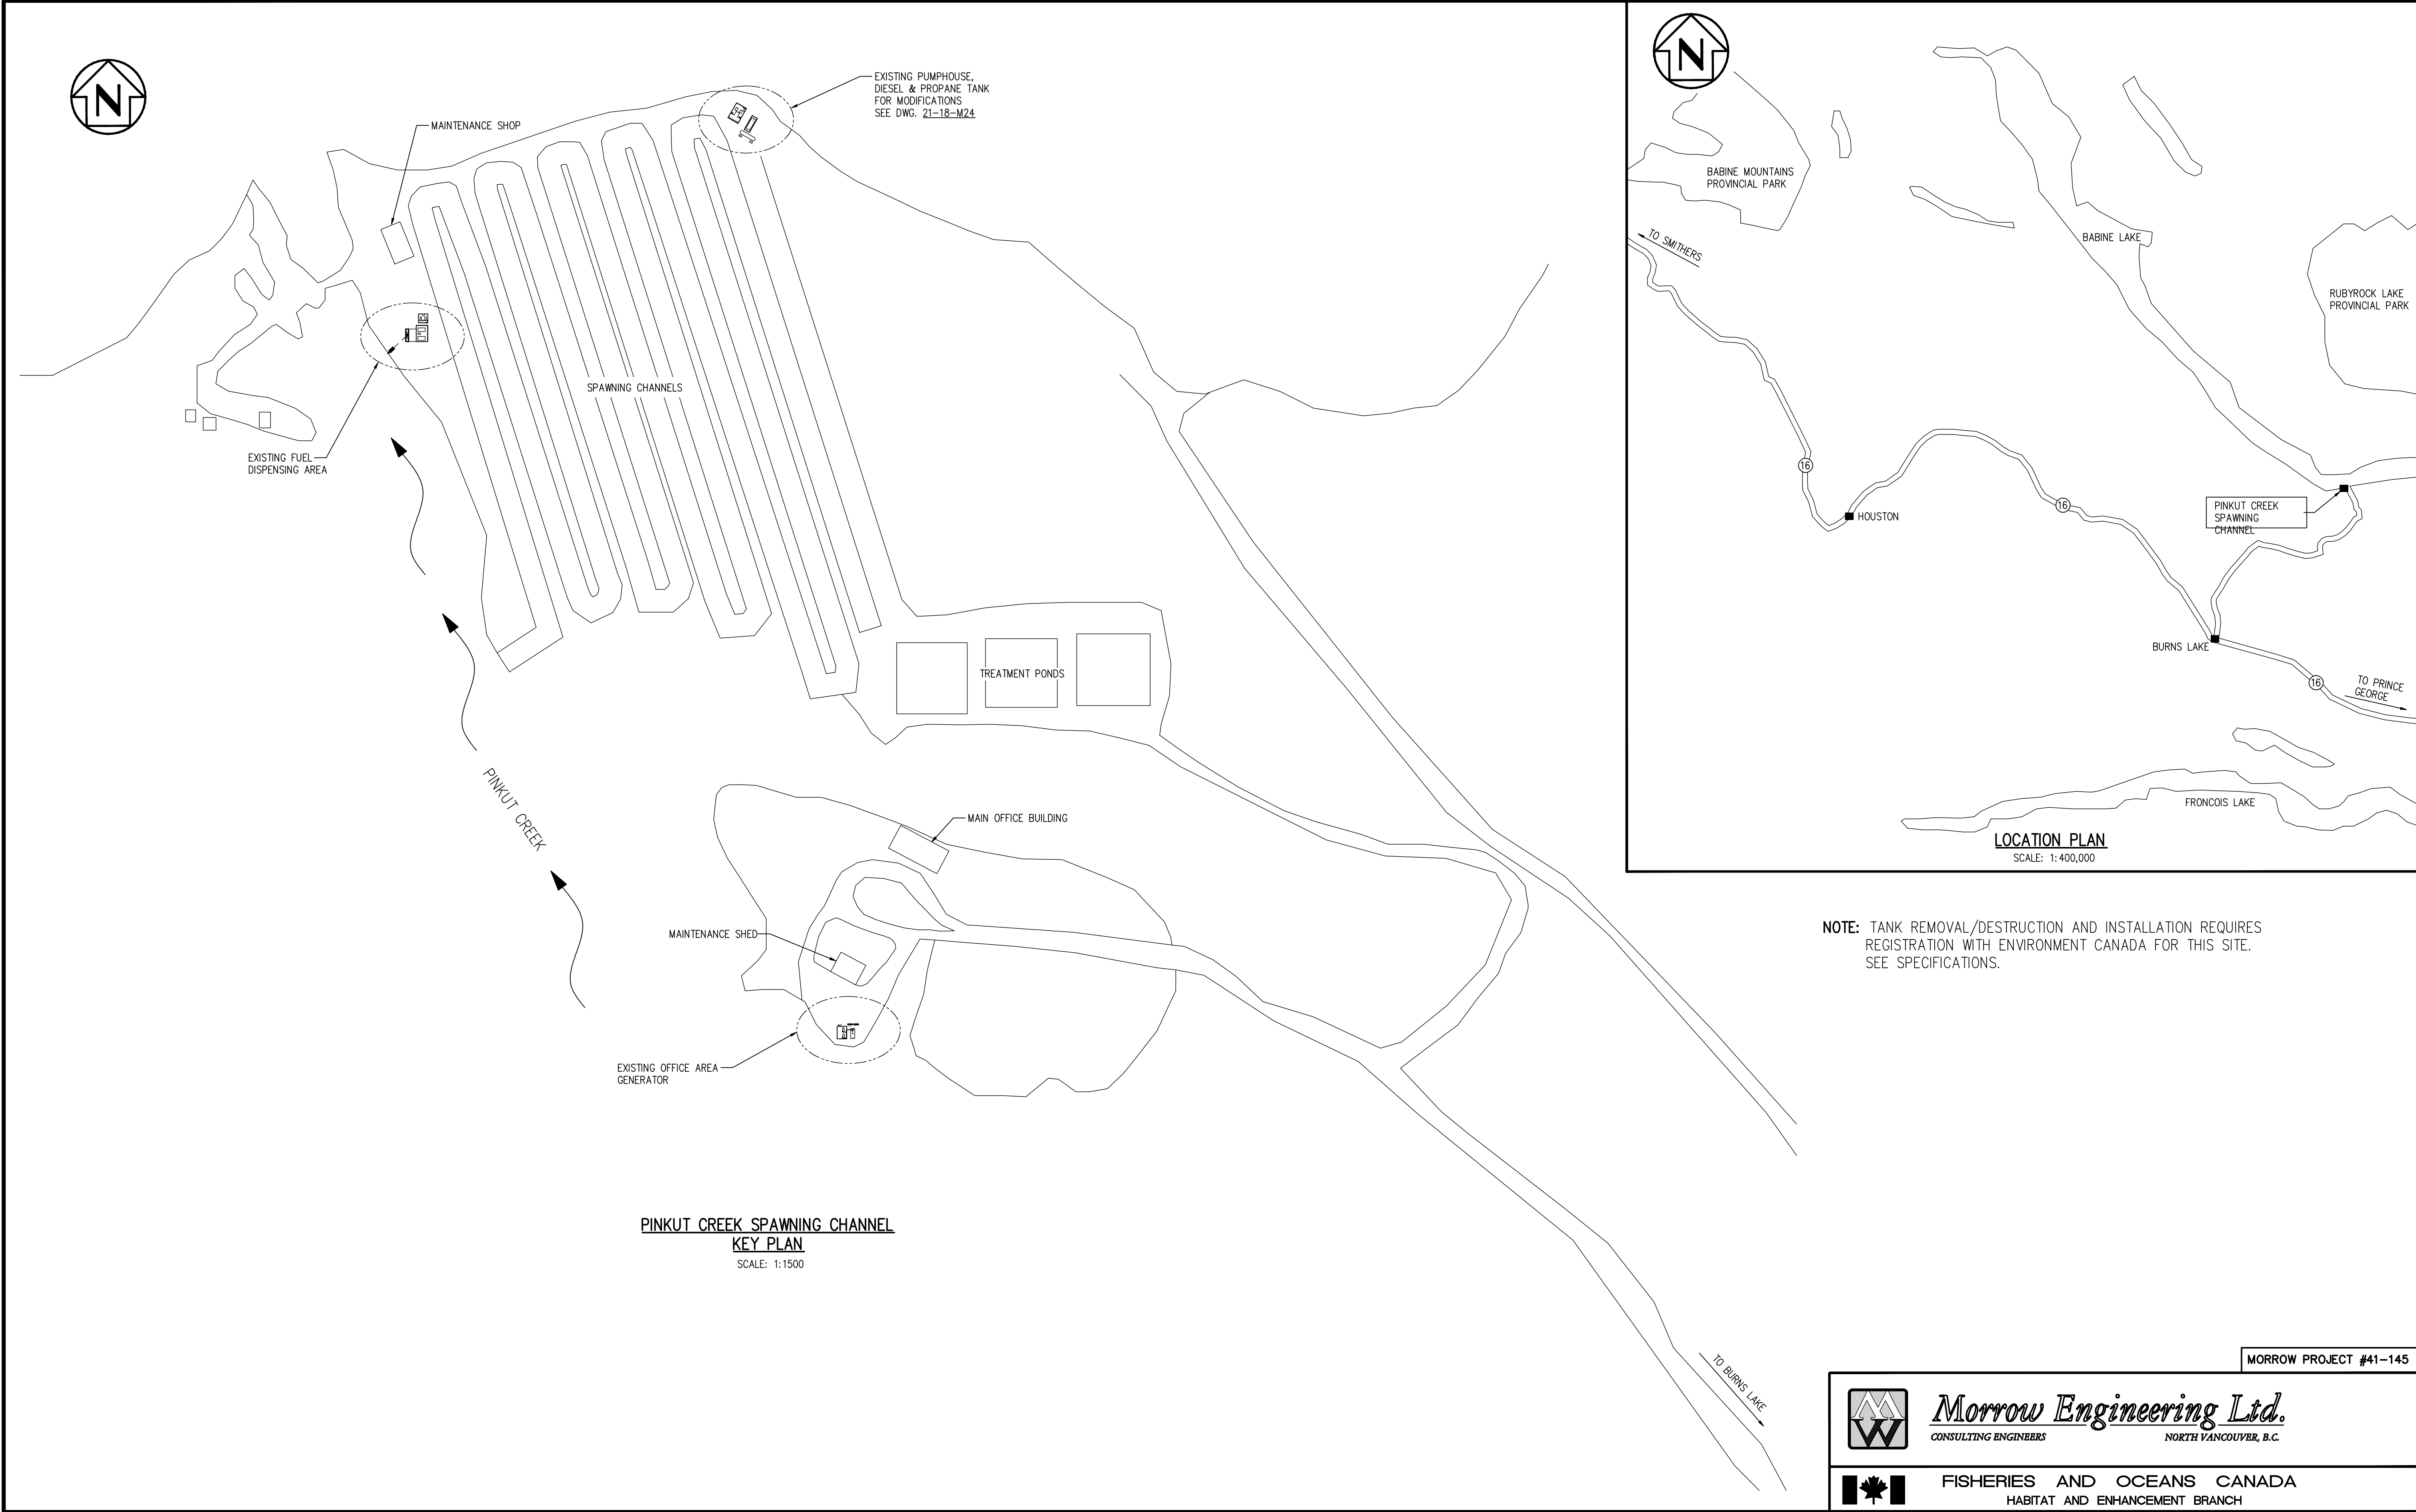 N
EXISTING PUMPHOUSE,
DIESEL & PROPANE TANK
FOR MODIFICATIONS
SEE DWG. 21-18-M24
MAINTENANCE SHOP
SPAWNING CHANNELS
EXISTING FUEL
DISPENSING AREA
TREATMENT PONDS
PINKUT CREEK
MAIN OFFICE BUILDING
MAINTENANCE SHED
EXISTING OFFICE AREA
GENERATOR
PINKUT CREEK SPAWNING CHANNEL
KEY PLAN
SCALE: 1:1500
TO BURNS LAKE
N
BABINE MOUNTAINS
PROVINCIAL PARK
TO SMITHERS
BABINE LAKE
RUBYROCK LAKE
PROVINCIAL PARK
16
HOUSTON
16
PINKUT CREEK
SPAWNING
CHANNEL
BURNS LAKE
16
TO PRINCE
GEORGE
FRONCOIS LAKE
LOCATION PLAN
SCALE: 1:400,000
NOTE: TANK REMOVAL/DESTRUCTION AND INSTALLATION REQUIRES
REGISTRATION WITH ENVIRONMENT CANADA FOR THIS SITE.
SEE SPECIFICATIONS.
MORROW PROJECT #41-145
Morrow Engineering Ltd.
CONSULTING ENGINEERS NORTH VANCOUVER, B.C.
FISHERIES AND OCEANS CANADA
HABITAT AND ENHANCEMENT BRANCH